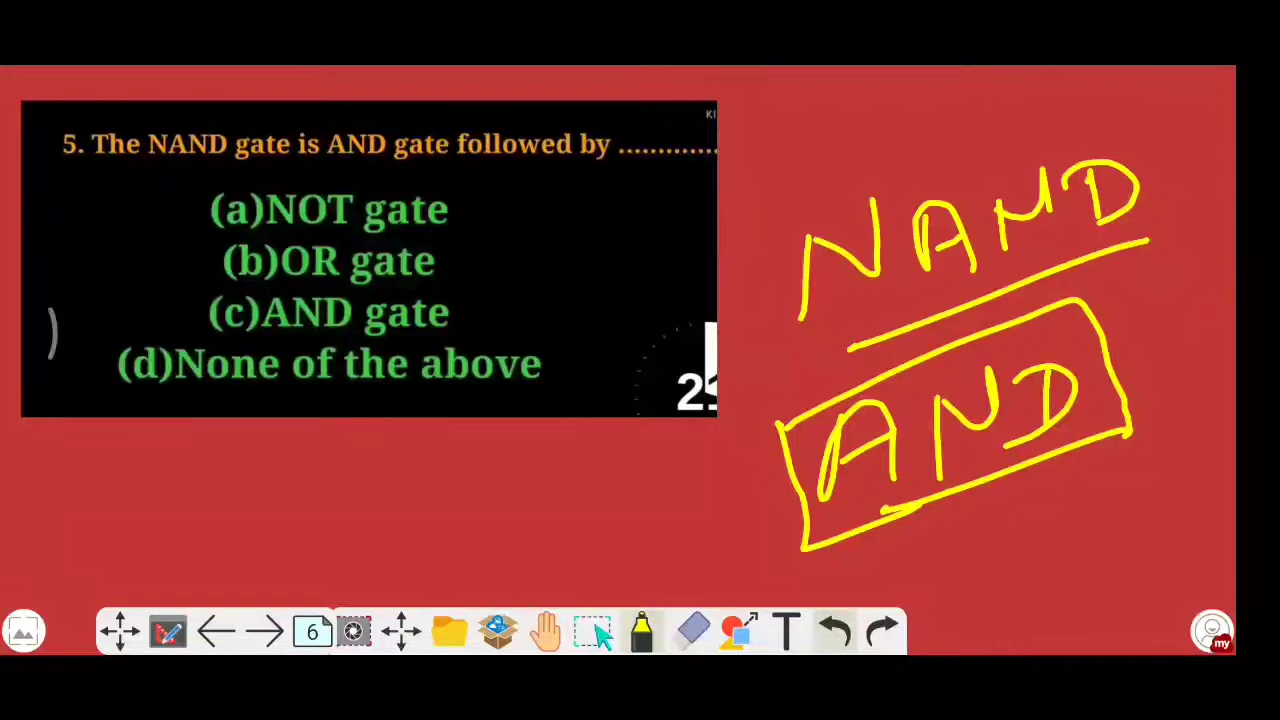 5. The NAND gate is AND gate followed by .............
(a)NOT gate
(b)OR gate
(c)AND gate
(d)None of the above
NAND
AND
6
T
my